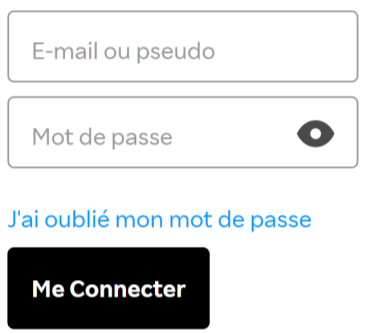 E-mail ou pseudo
Mot de passe
J'ai oublié mon mot de passe
Me Connecter